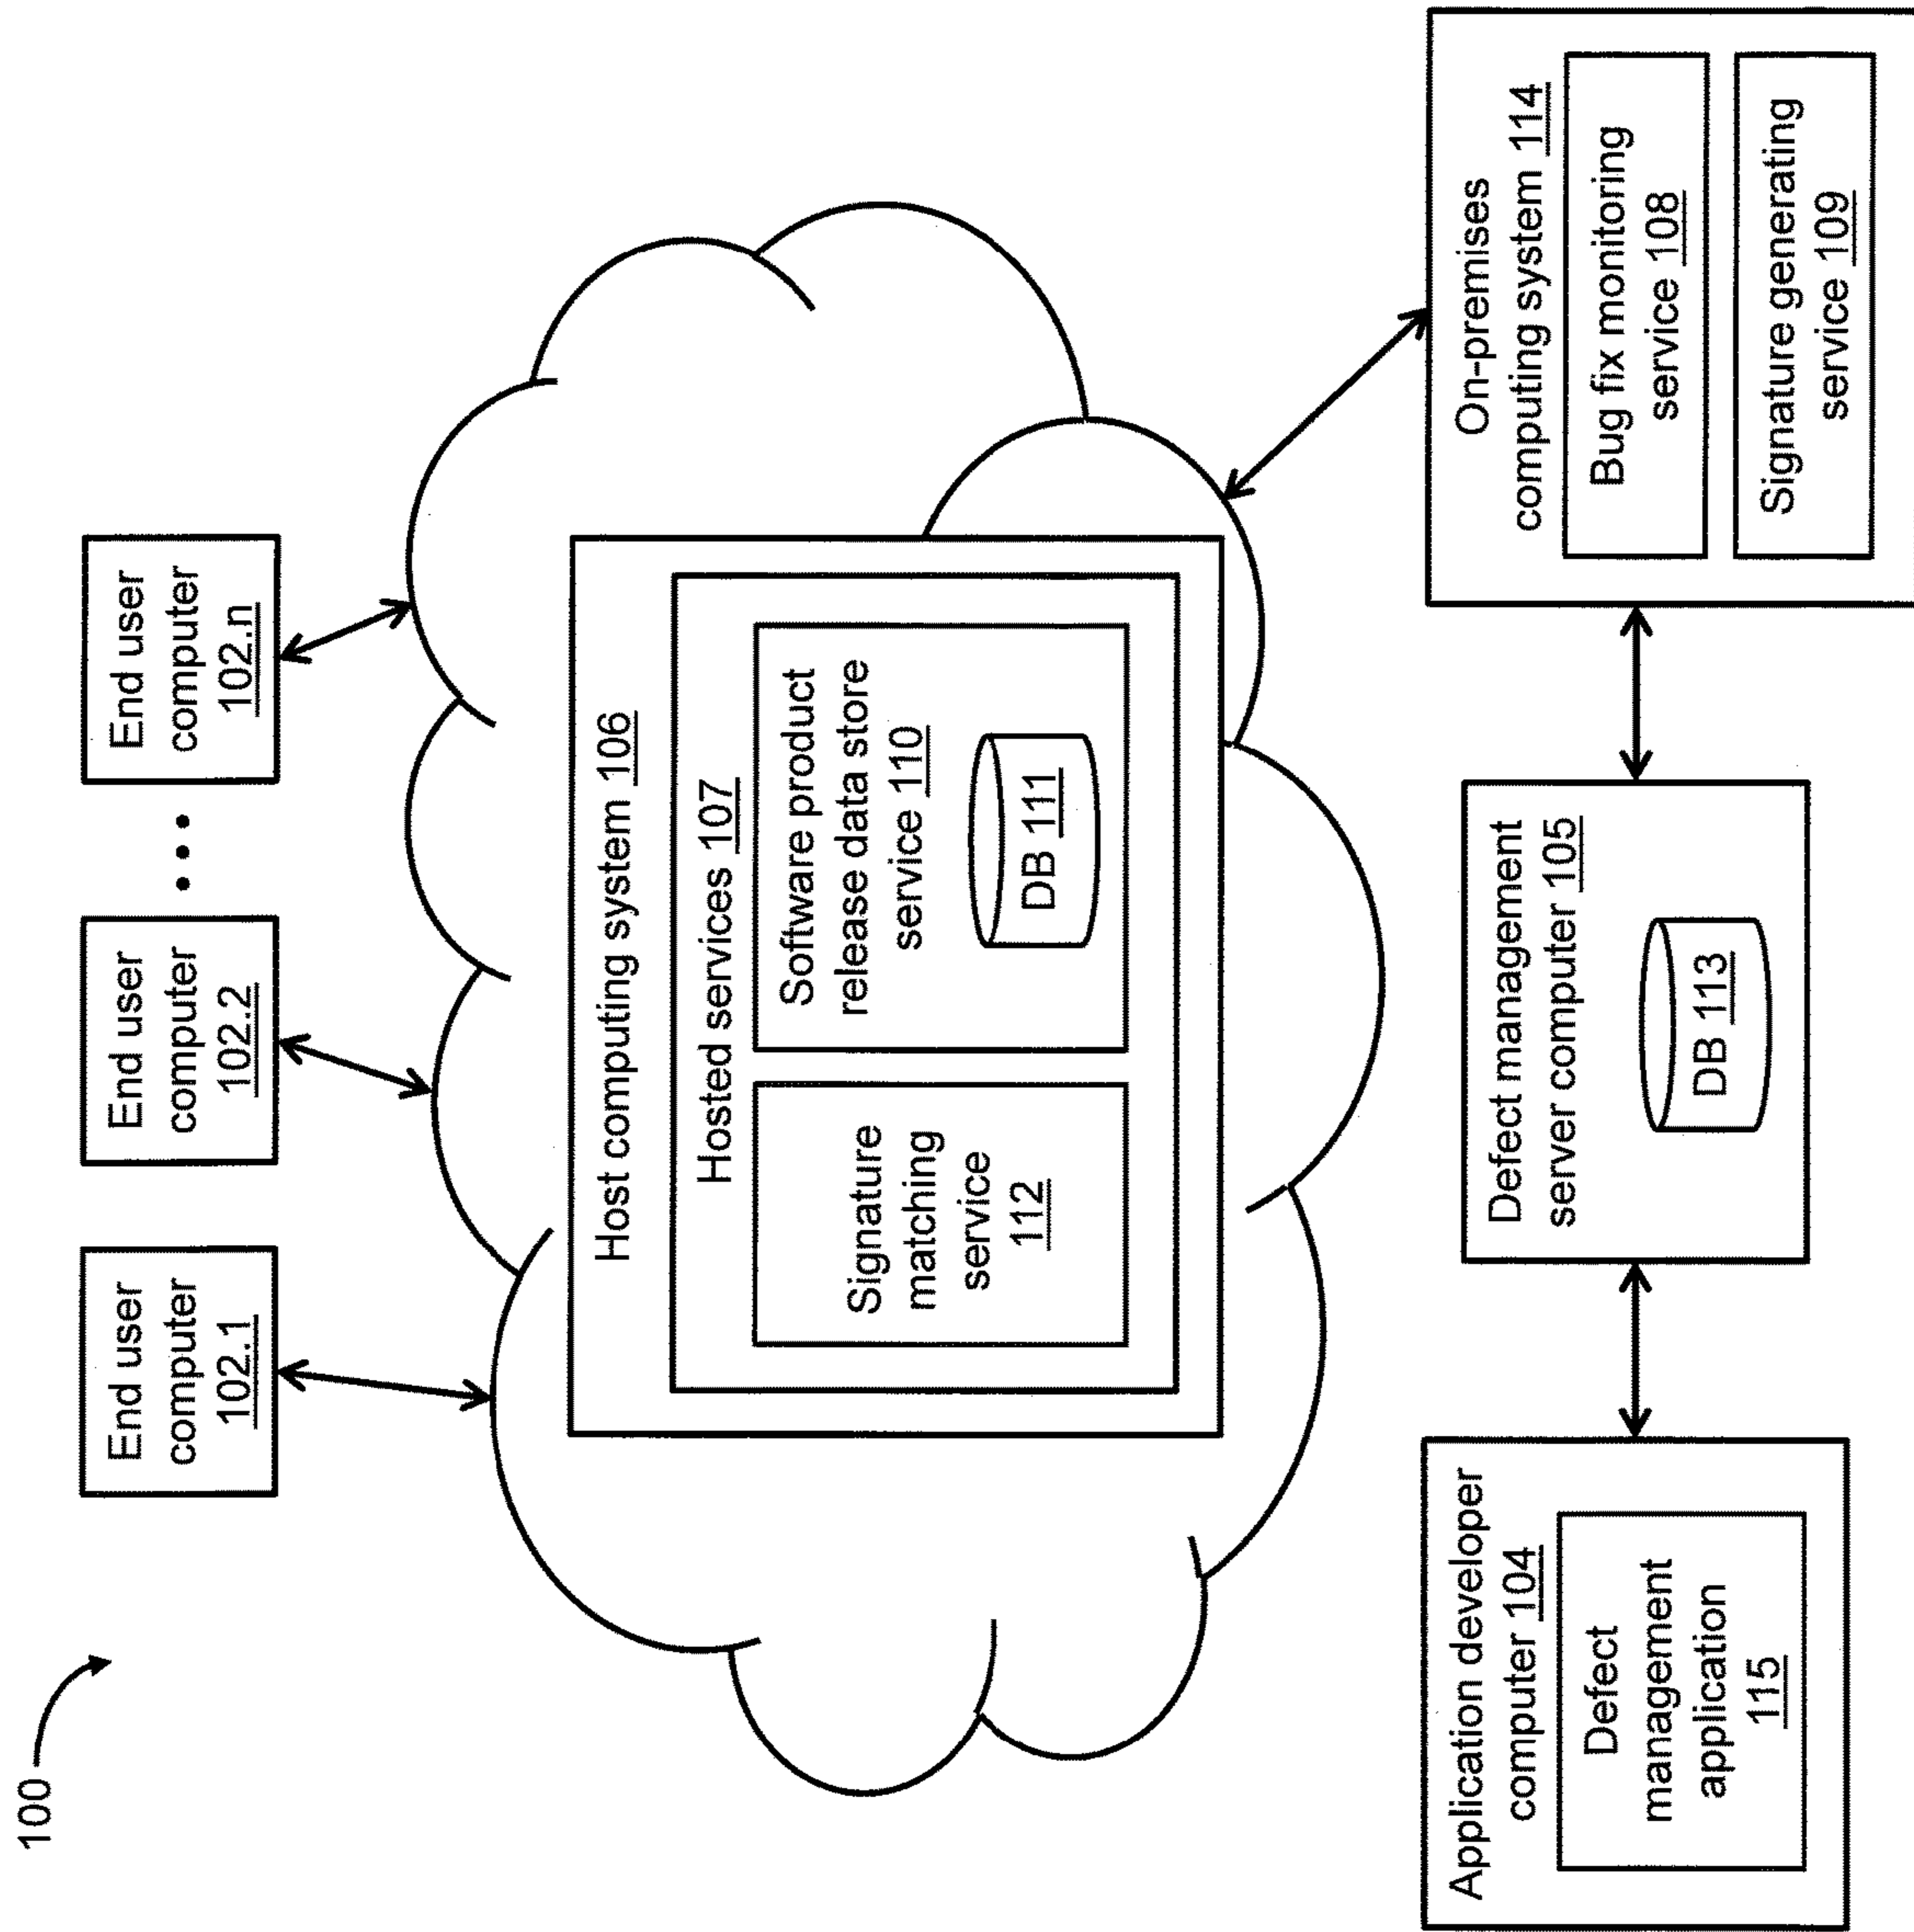 100
End user
computer
102.1
End user
computer
102.2
End user
computer
102.n
Host computing system 106
Hosted services 107
Signature
matching
service
112
Software product
release data store
service 110
DB 111
Application developer
computer 104
Defect
management
application
115
Defect management
server computer 105
DB 113
On-premises
computing system 114
Bug fix monitoring
service 108
Signature generating
service 109